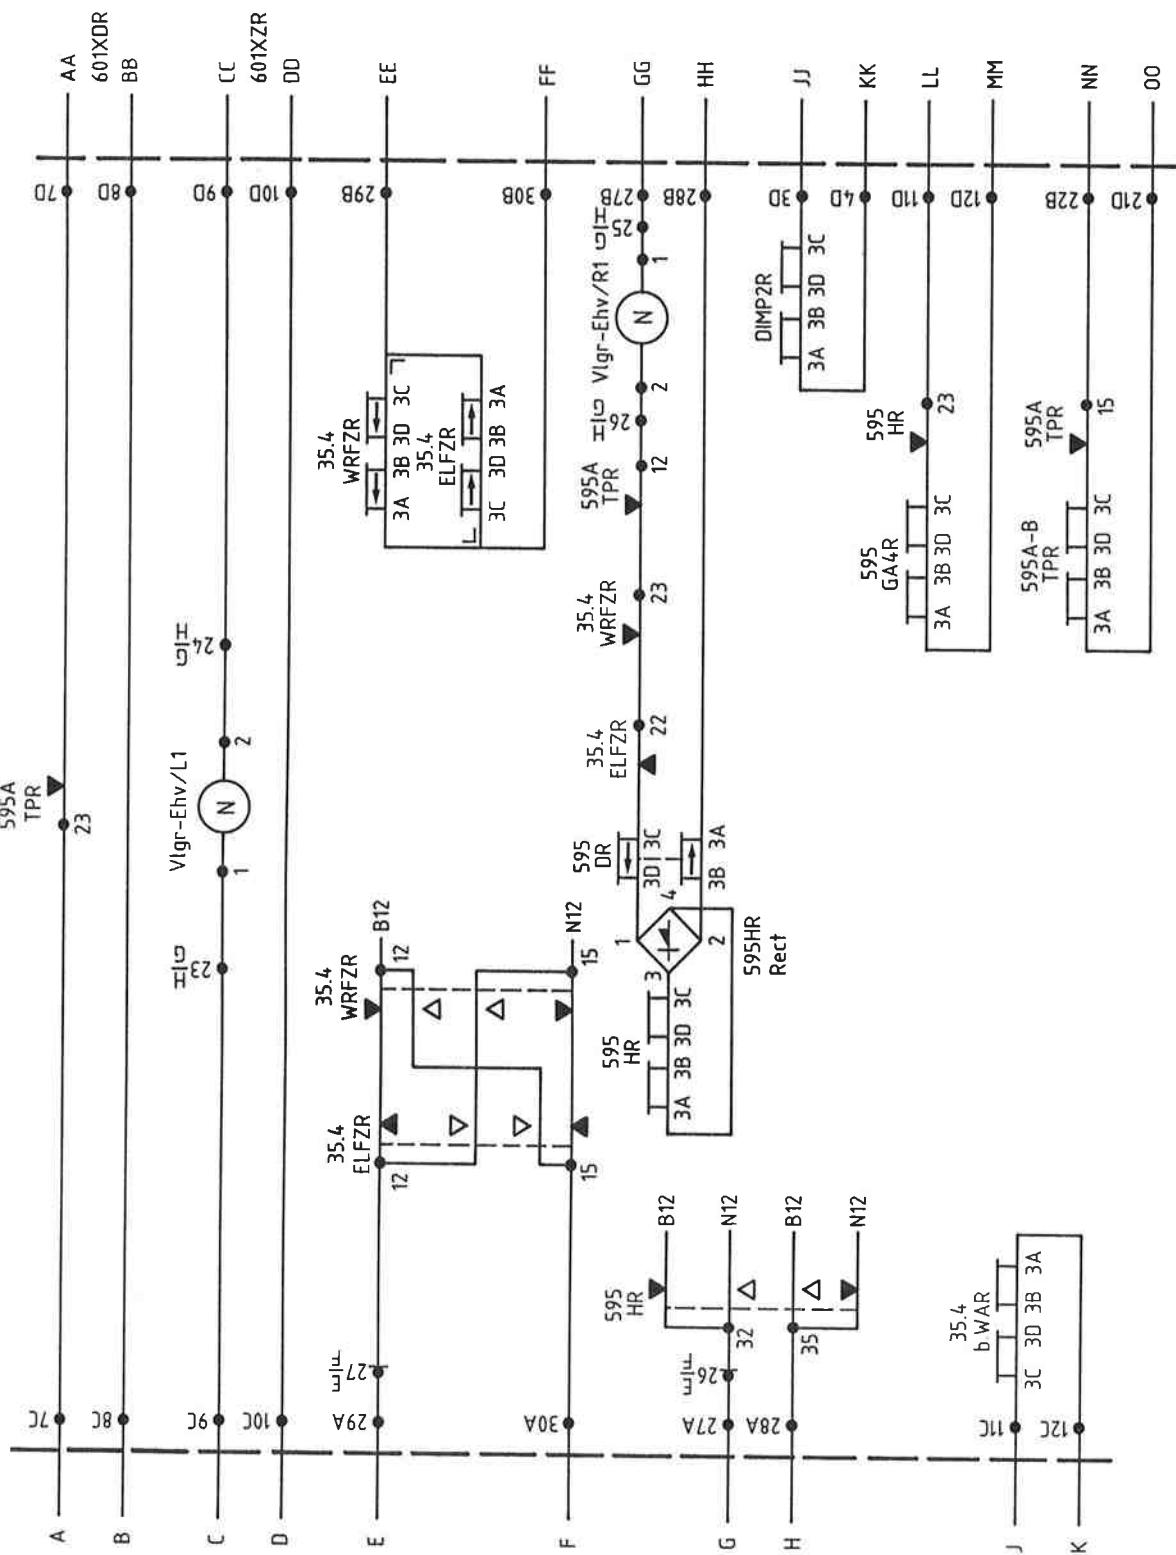 AA
601XDR
BB
CC
601XZR
DD
EE
FF
GG
HH
JJ
KK
LL
MM
NN
OO
7D
8D
9D
10D
29B
30B
27B
28B
3D
4D
11D
12D
22B
21D
595A
TPR
23
H|G
24
2
Vlgr-Ehv/L1
N
1
G|H
23
35.4
WRFZR
3A 3B 3D 3C
35.4
ELFZR
3C 3D 3B 3A
H|G
25
1
Vlgr-Ehv/R1
N
2
H|G
26
12
595A
TPR
23
35.4
WRFZR
22
35.4
ELFZR
595
DR
3D 3C
3B 3A
1
4
2
3
595HR
Rect
595
HR
3A 3B 3D 3C
DIMP2R
3A 3B 3D 3C
595
HR
23
595
GA4R
3A 3B 3D 3C
595A
TPR
15
595A-B
TPR
3A 3B 3D 3C
B12
12
N12
15
35.4
WRFZR
35.4
ELFZR
12
15
B12
N12
B12
N12
595
HR
32
35
35.4
b.WAR
3C 3D 3B 3A
F|E
27
F|E
26
7C
8C
9C
10C
29A
30A
27A
28A
11C
12C
A
B
C
D
E
F
G
H
J
K